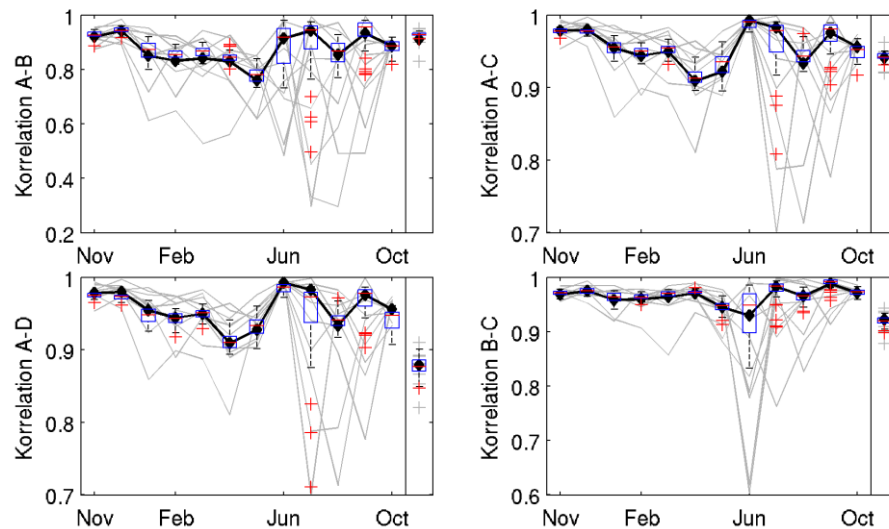 Korrelation A-B
1
0.8
0.6
0.4
0.2
Nov Feb Jun Oct
Korrelation A-C
1
0.9
0.8
0.7
Nov Feb Jun Oct
Korrelation A-D
1
0.9
0.8
0.7
Nov Feb Jun Oct
Korrelation B-C
1
0.9
0.8
0.7
0.6
Nov Feb Jun Oct